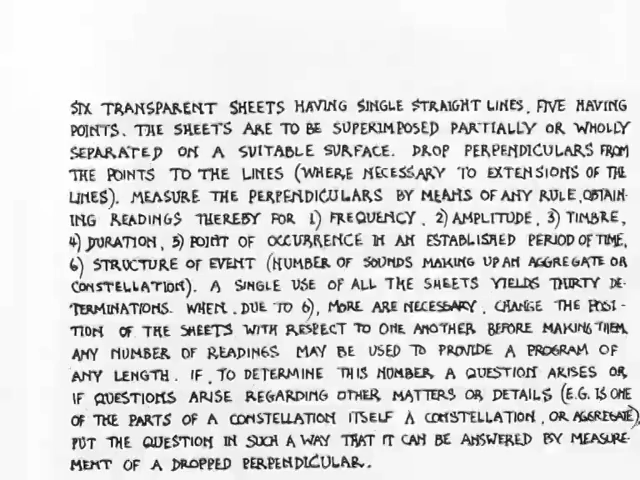 SIX TRANSPARENT SHEETS HAVING SINGLE STRAIGHT LINES, FIVE HAVING
POINTS. THE SHEETS ARE TO BE SUPERIMPOSED PARTIALLY OR WHOLLY
SEPARATED ON A SUITABLE SURFACE. DROP PERPENDICULARS FROM
THE POINTS TO THE LINES (WHERE NECESSARY TO EXTENSIONS OF THE
LINES). MEASURE THE PERPENDICULARS BY MEANS OF ANY RULE, OBTAIN-
ING READINGS THEREBY FOR 1) FREQUENCY, 2) AMPLITUDE, 3) TIMBRE,
4) DURATION, 5) POINT OF OCCURRENCE IN AN ESTABLISHED PERIOD OF TIME,
6) STRUCTURE OF EVENT (NUMBER OF SOUNDS MAKING UP AN AGGREGATE OR
CONSTELLATION). A SINGLE USE OF ALL THE SHEETS YIELDS THIRTY DE-
TERMINATIONS. WHEN, DUE TO 6), MORE ARE NECESSARY, CHANGE THE POSI-
TION OF THE SHEETS WITH RESPECT TO ONE ANOTHER BEFORE MAKING THEM.
ANY NUMBER OF READINGS MAY BE USED TO PROVIDE A PROGRAM OF
ANY LENGTH. IF, TO DETERMINE THIS NUMBER A QUESTION ARISES OR
IF QUESTIONS ARISE REGARDING OTHER MATTERS OR DETAILS (E.G. IS ONE
OF THE PARTS OF A CONSTELLATION ITSELF A CONSTELLATION, OR AGGREGATE),
PUT THE QUESTION IN SUCH A WAY THAT IT CAN BE ANSWERED BY MEASURE-
MENT OF A DROPPED PERPENDICULAR.